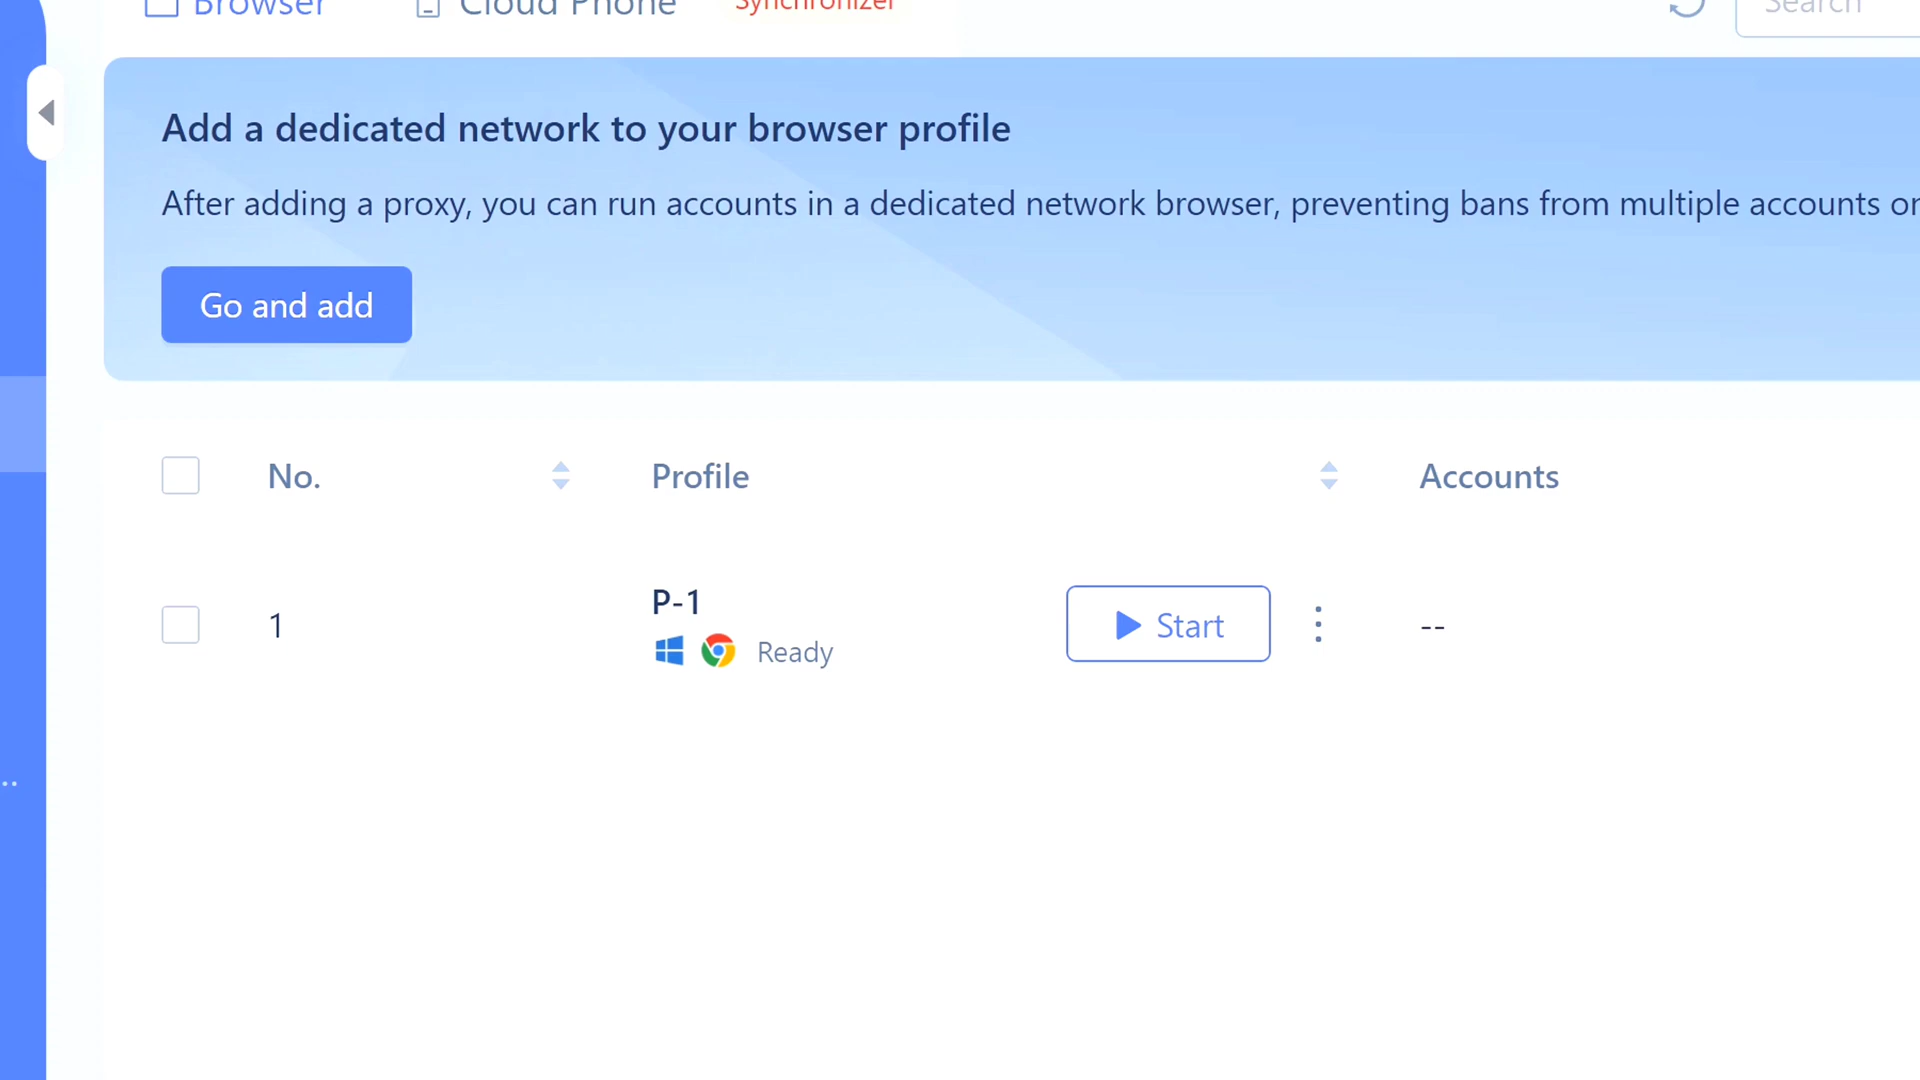 Browser
Cloud Phone
Synchronizer
Search
Add a dedicated network to your browser profile
After adding a proxy, you can run accounts in a dedicated network browser, preventing bans from multiple accounts
Go and add
No.
Profile
Accounts
1
P-1
Ready
Start
--